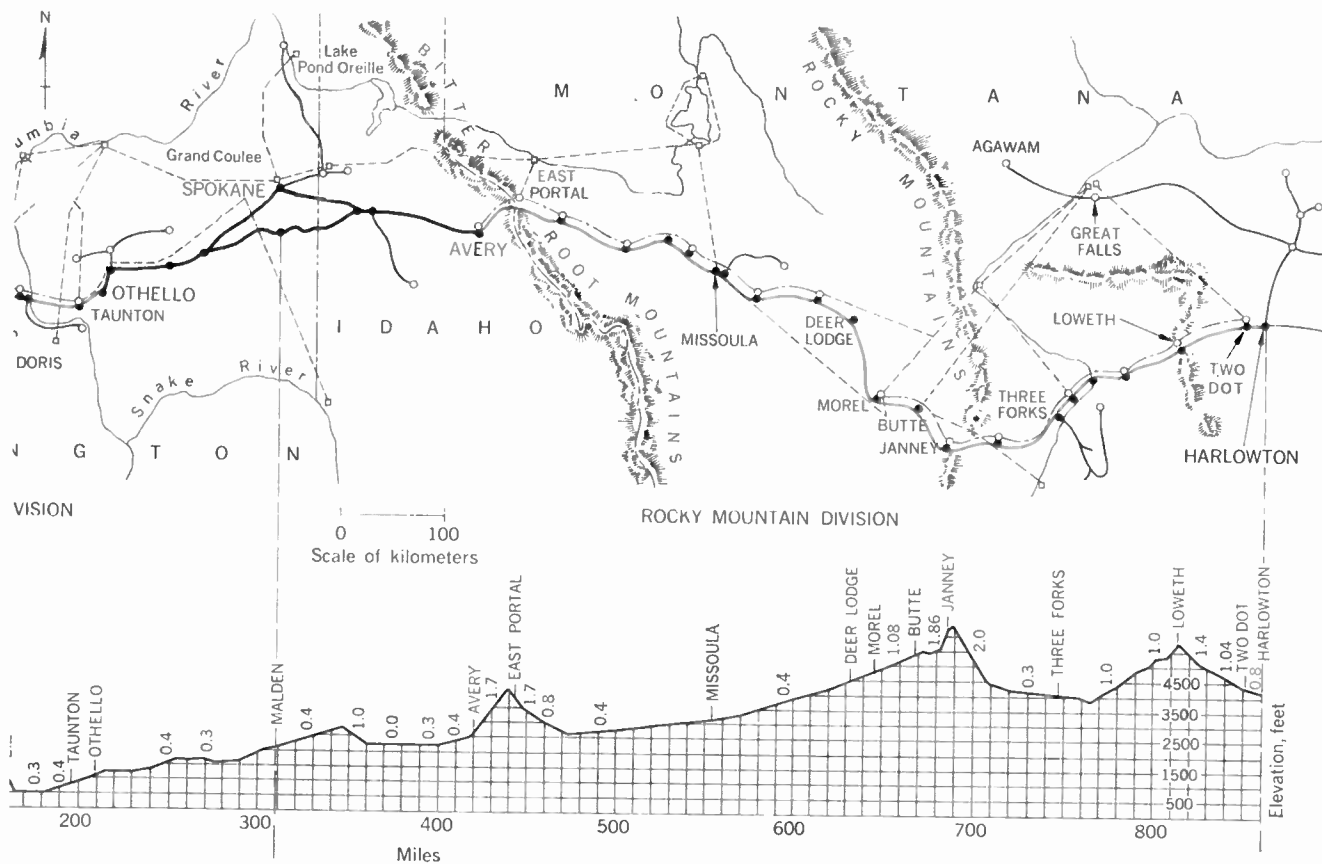 N
Lake
Pond Oreille
River
umbia
Grand Coulee
SPOKANE
BITTER
ROOT MOUNTAINS
MONTANA
ROCKY MOUNTAINS
AGAWAM
EAST
PORTAL
GREAT
FALLS
AVERY
OTHELLO
TAUNTON
DORIS
IDAHO
MISSOULA
DEER
LODGE
LOWETH
TWO
DOT
Snake River
MOREL
BUTTE
JANNEY
THREE
FORKS
HARLOWTON
NGTON
VISION
ROCKY MOUNTAIN DIVISION
0 100
Scale of kilometers
TAUNTON
OTHELLO
MALDEN
AVERY
EAST PORTAL
MISSOULA
DEER LODGE
MOREL
BUTTE
JANNEY
THREE FORKS
LOWETH
TWO DOT
HARLOWTON
0.3 0.4 0.4 0.3 0.4 1.0 0.0 0.3 0.4 1.7 1.7 0.8 0.4 0.4 1.08 1.86 2.0 0.3 1.0 1.0 1.4 1.04 0.8
4500
3500
2500
1500
500
Elevation, feet
200 300 400 500 600 700 800
Miles